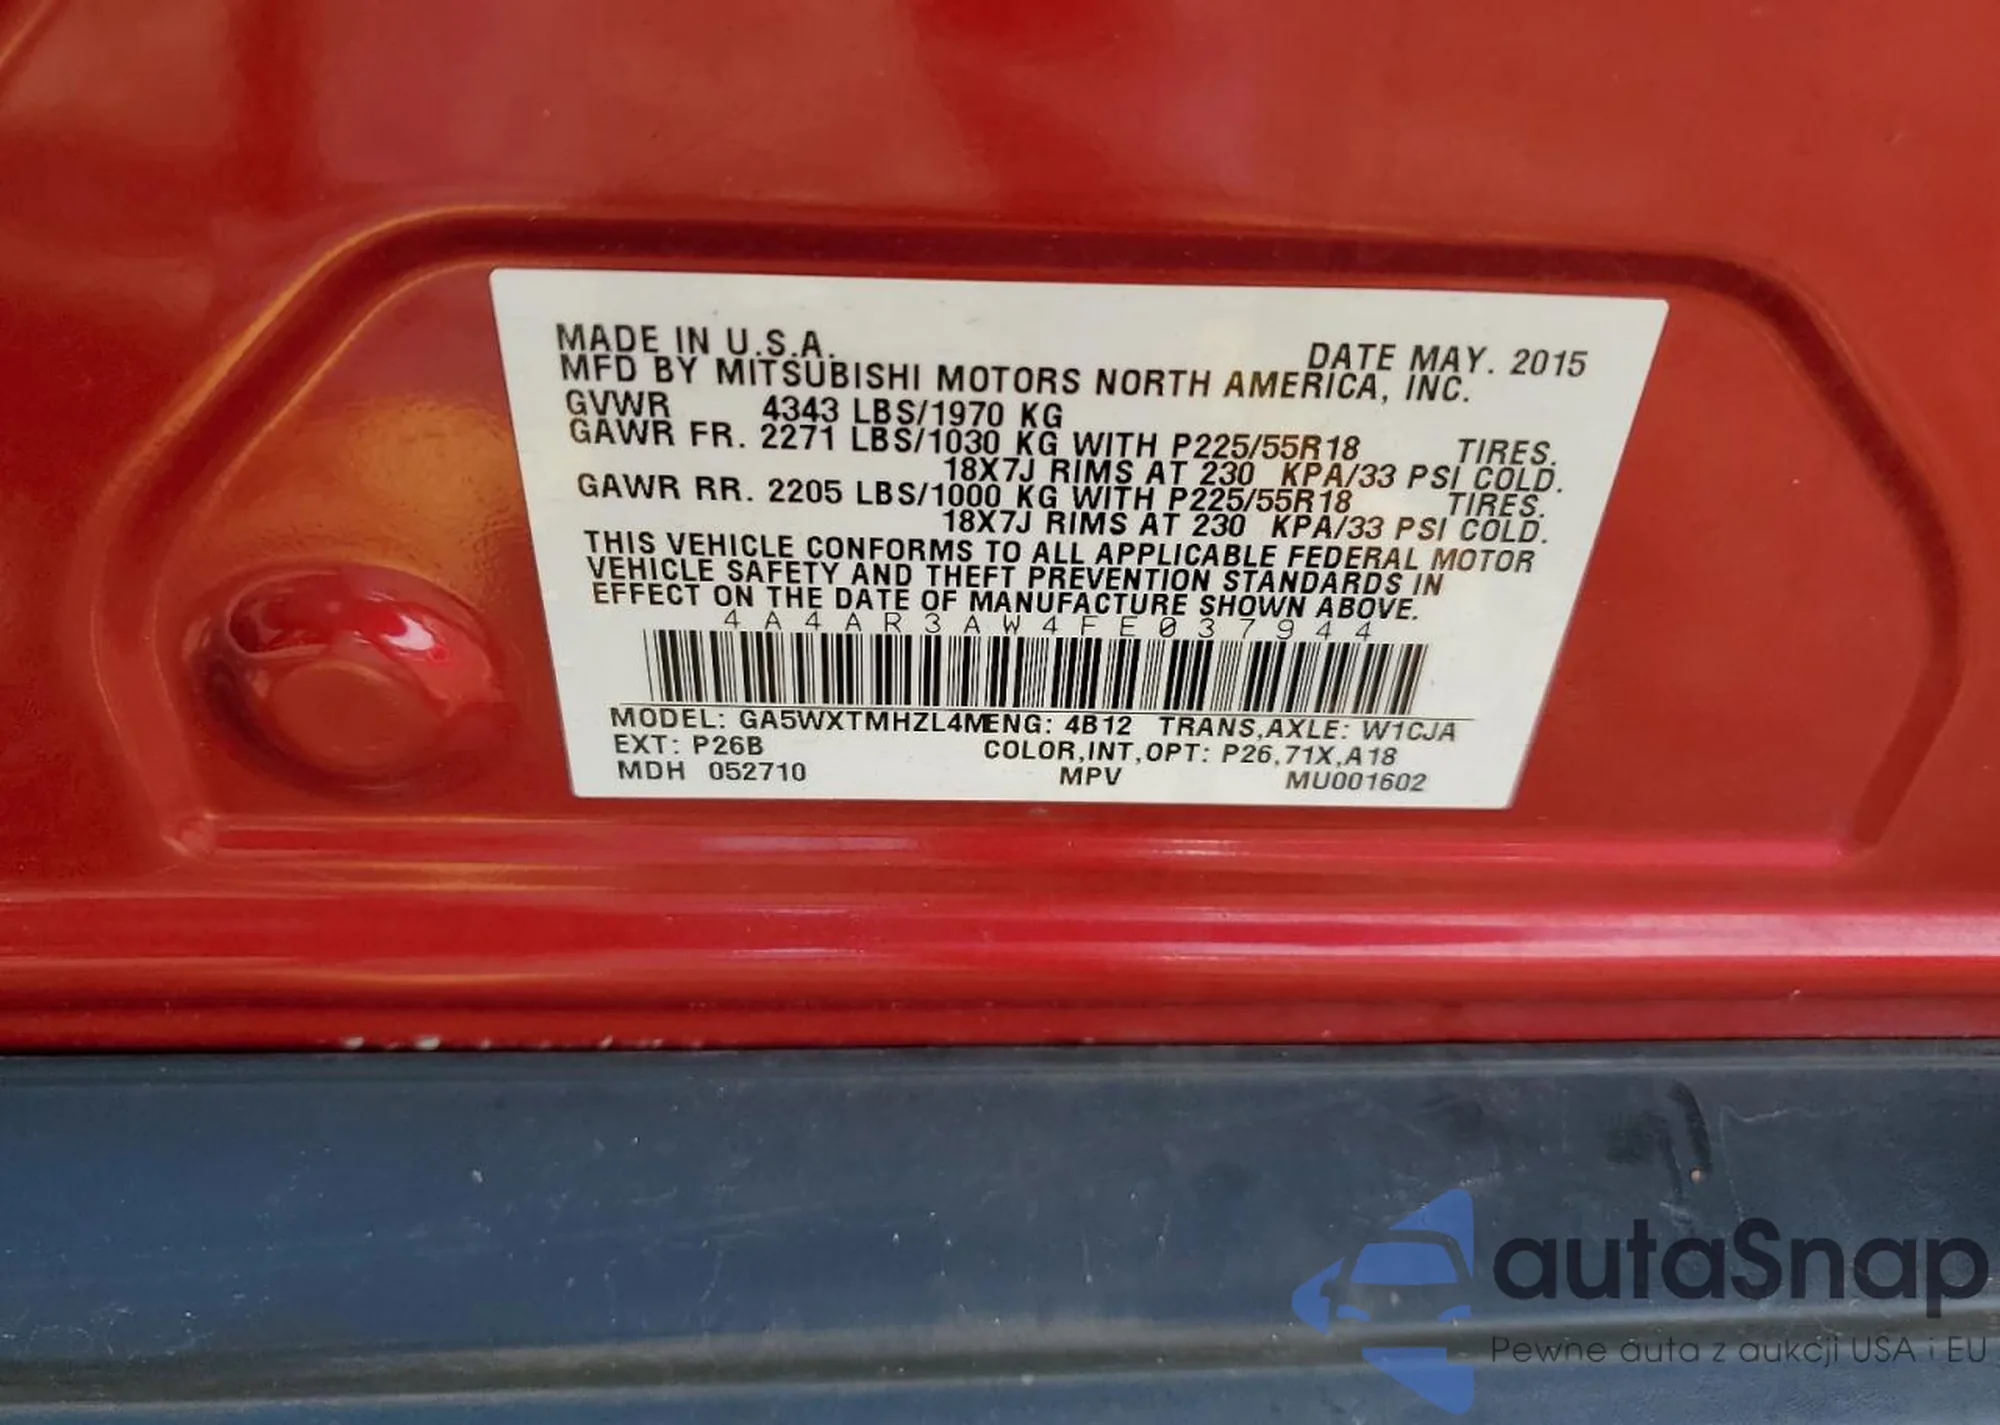 MADE IN U.S.A.
DATE MAY. 2015
MFD BY MITSUBISHI MOTORS NORTH AMERICA, INC.
GVWR 4343 LBS/1970 KG
GAWR FR. 2271 LBS/1030 KG WITH P225/55R18 TIRES.
18X7J RIMS AT 230 KPA/33 PSI COLD.
GAWR RR. 2205 LBS/1000 KG WITH P225/55R18 TIRES.
18X7J RIMS AT 230 KPA/33 PSI COLD.
THIS VEHICLE CONFORMS TO ALL APPLICABLE FEDERAL MOTOR
VEHICLE SAFETY AND THEFT PREVENTION STANDARDS IN
EFFECT ON THE DATE OF MANUFACTURE SHOWN ABOVE.
4A4AR3AW4FE037944
MODEL: GA5WXTMHZL4M ENG: 4B12 TRANS,AXLE: W1CJA
EXT: P26B COLOR,INT,OPT: P26,71X,A18
MDH 052710 MPV MU001602
autaSnap
Pewne auta z aukcji USA i EU